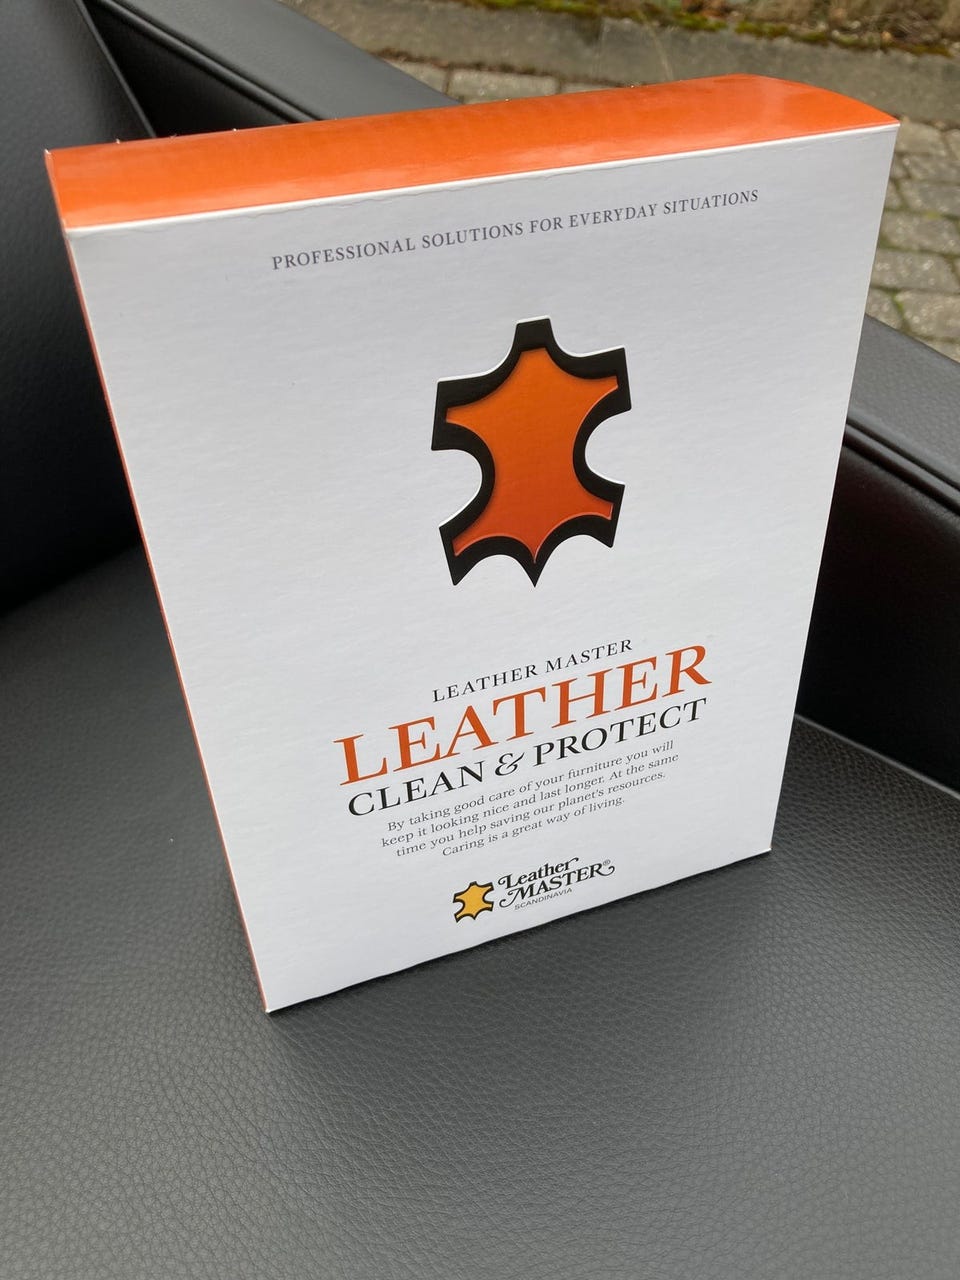 PROFESSIONAL SOLUTIONS FOR EVERYDAY SITUATIONS
LEATHER MASTER
LEATHER
CLEAN & PROTECT
By taking good care of your furniture you will
keep it looking nice and last longer. At the same
time you help saving our planet's resources.
Caring is a great way of living.
Leather
MASTER®
SCANDINAVIA